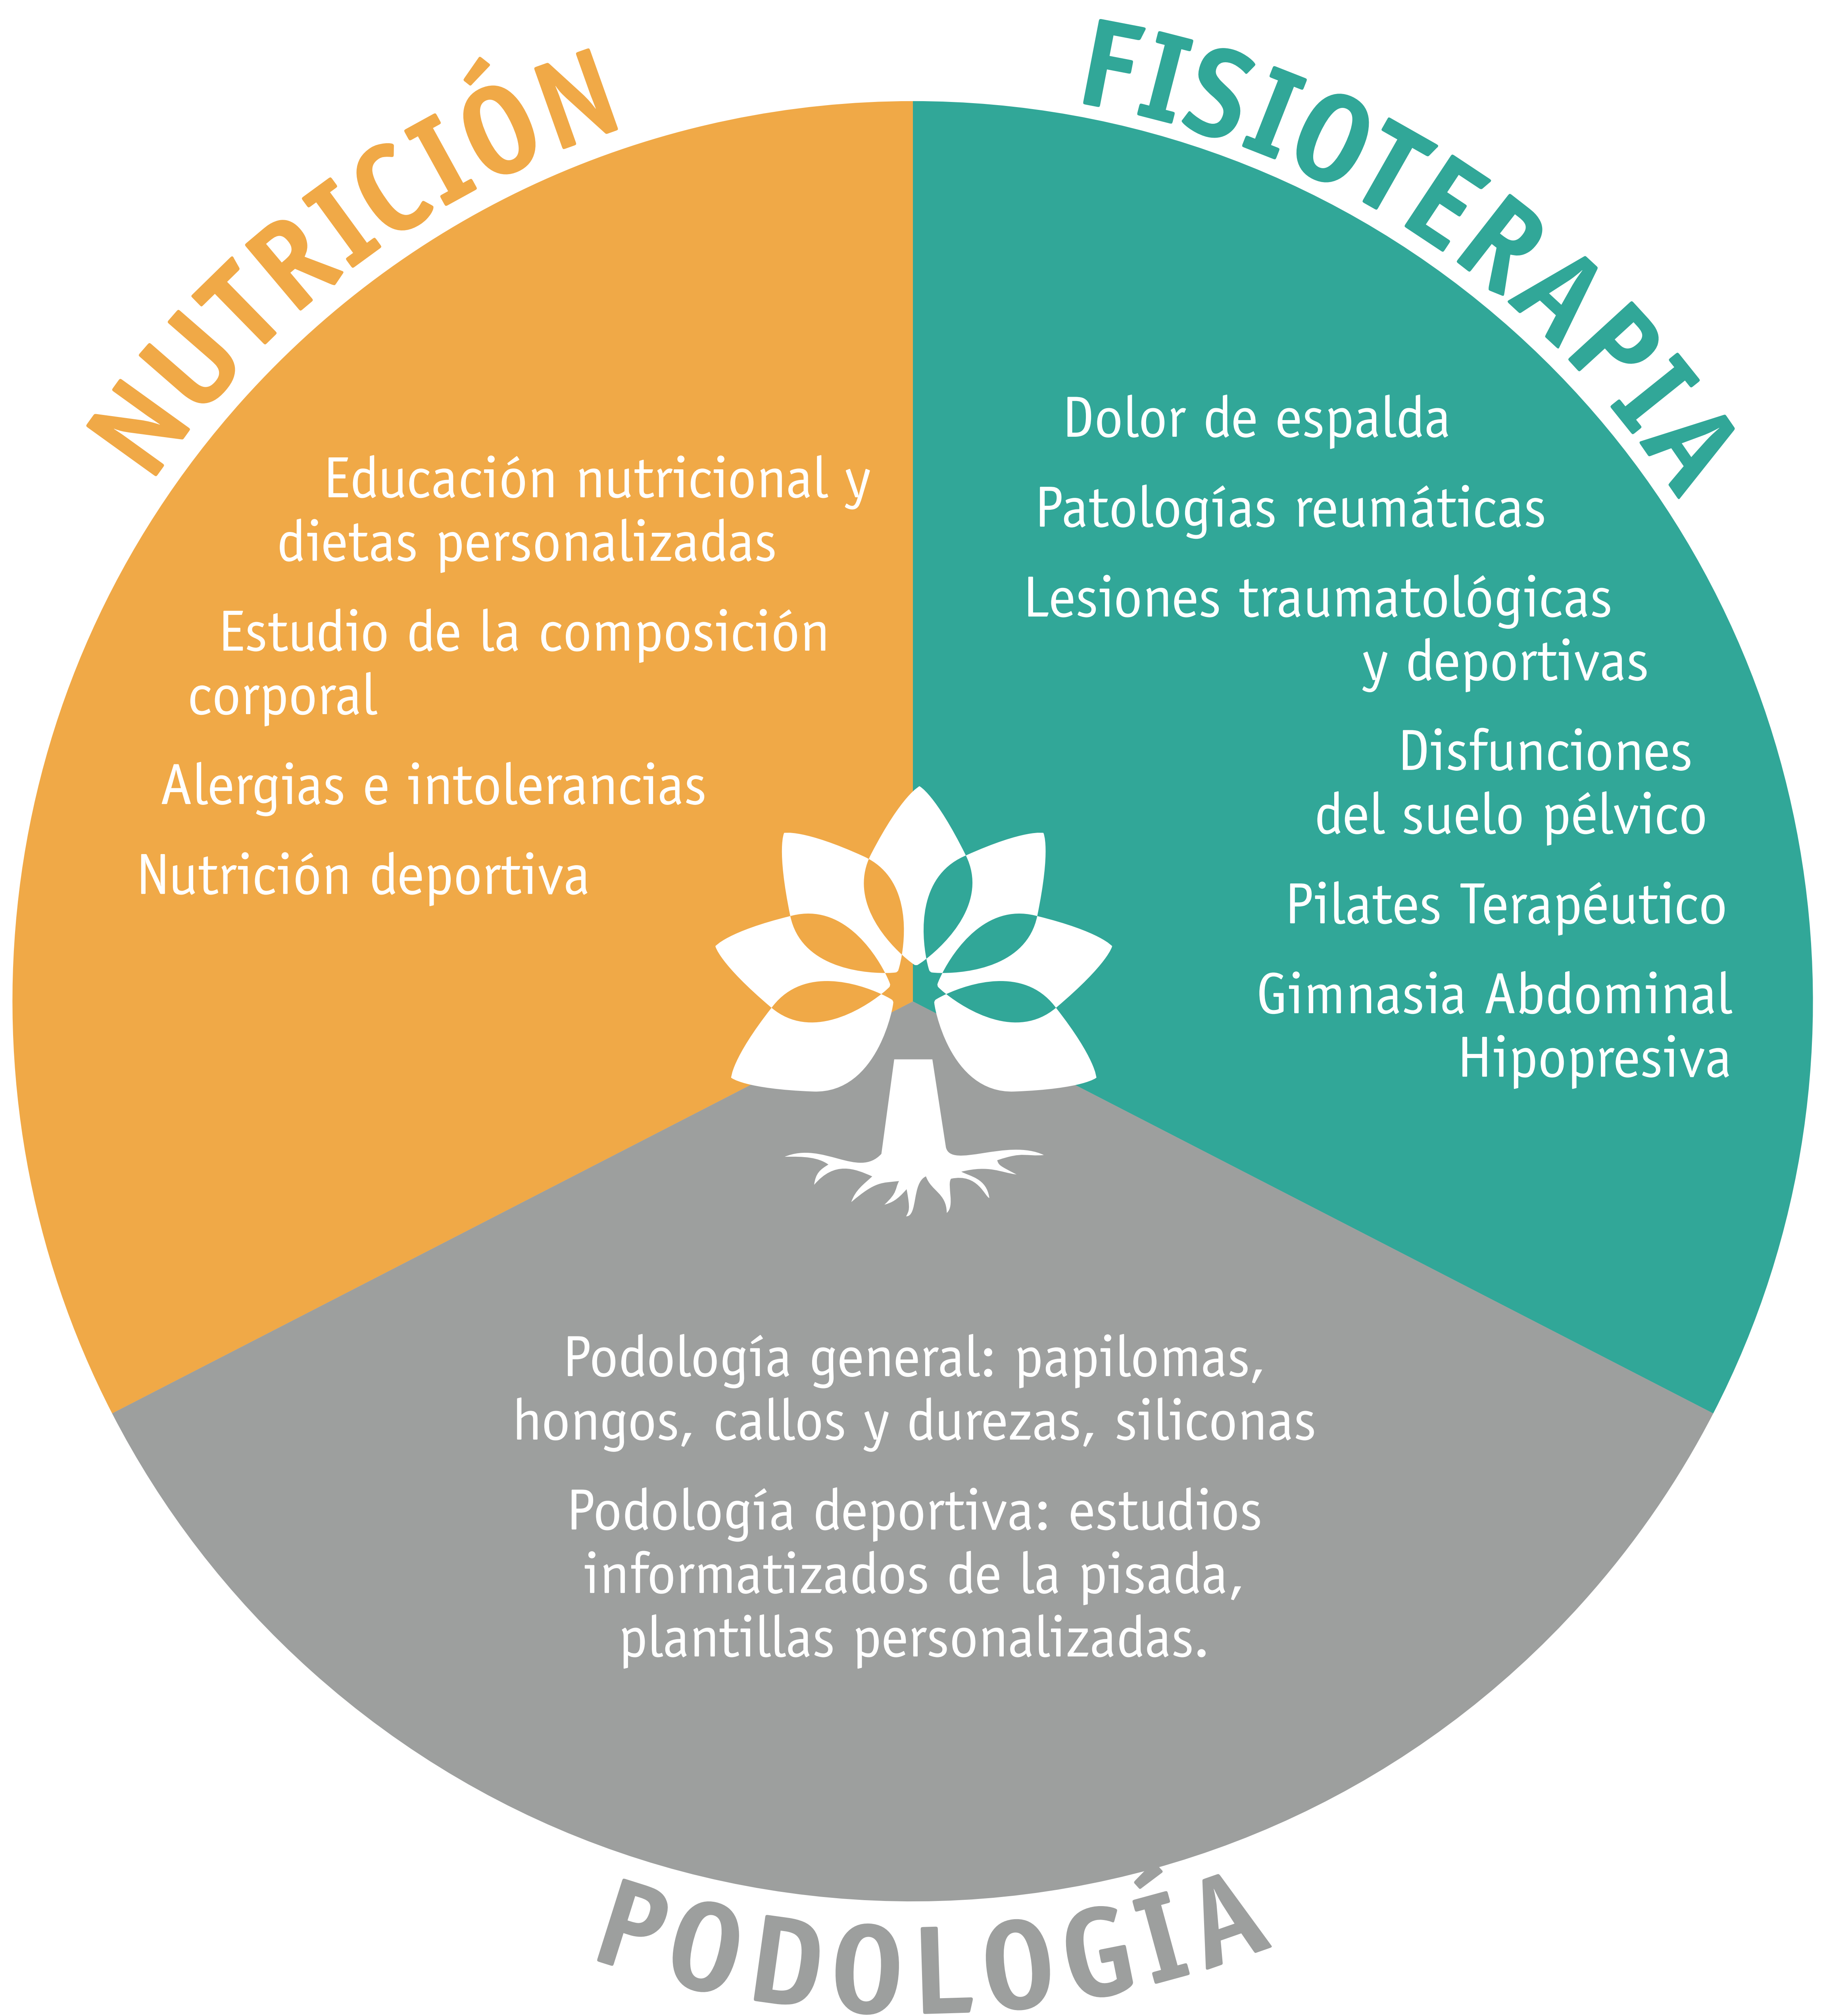 NUTRICIÓN
Educación nutricional y
dietas personalizadas
Estudio de la composición
corporal
Alergias e intolerancias
Nutrición deportiva
FISIOTERAPIA
Dolor de espalda
Patologías reumáticas
Lesiones traumatológicas
y deportivas
Disfunciones
del suelo pélvico
Pilates Terapéutico
Gimnasia Abdominal
Hipopresiva
Podología general: papilomas,
hongos, callos y durezas, siliconas
Podología deportiva: estudios
informatizados de la pisada,
plantillas personalizadas.
PODOLOGÍA